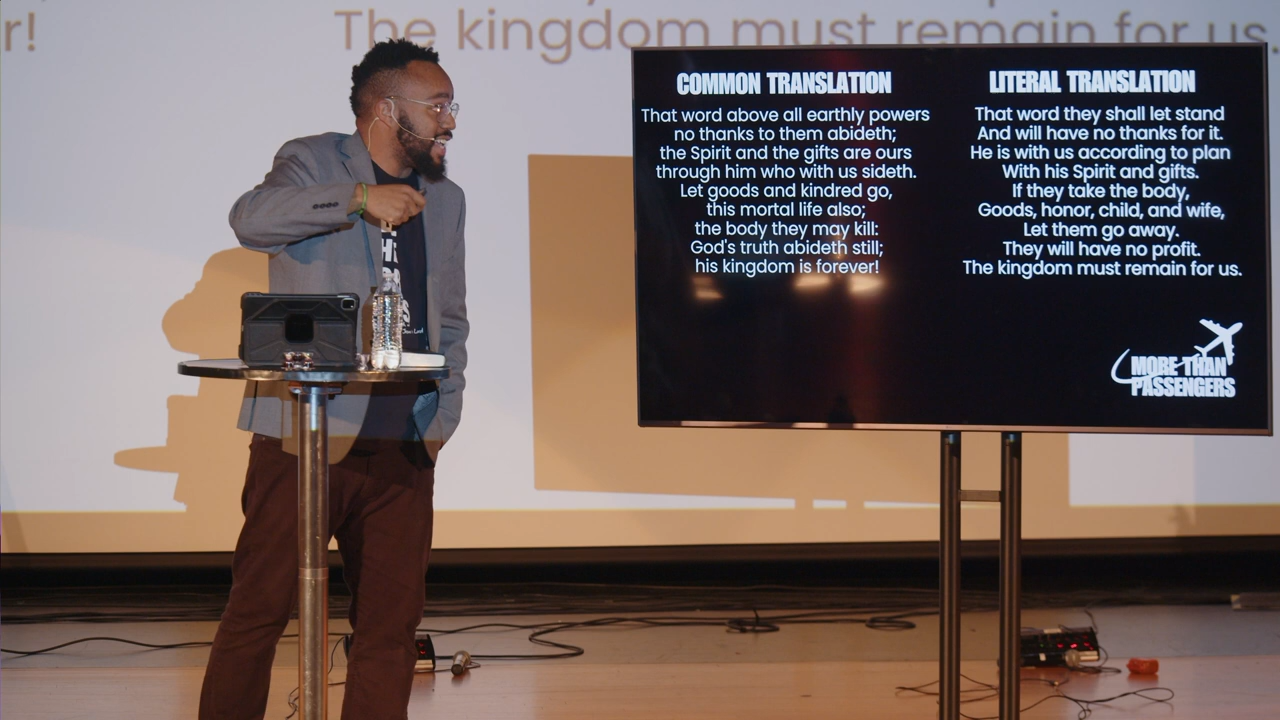 r!
The kingdom must remain for us.
COMMON TRANSLATION
That word above all earthly powers
no thanks to them abideth;
the Spirit and the gifts are ours
through him who with us sideth.
Let goods and kindred go,
this mortal life also;
the body they may kill:
God's truth abideth still;
his kingdom is forever!
LITERAL TRANSLATION
That word they shall let stand
And will have no thanks for it.
He is with us according to plan
With his Spirit and gifts.
If they take the body,
Goods, honor, child, and wife,
Let them go away.
They will have no profit.
The kingdom must remain for us.
MORE THAN
PASSENGERS